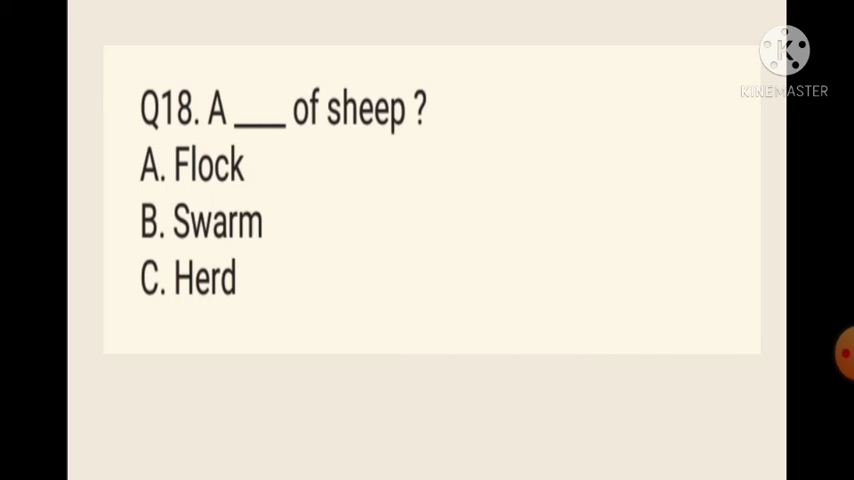 Q18. A ___ of sheep ?
A. Flock
B. Swarm
C. Herd
K
KINEMASTER